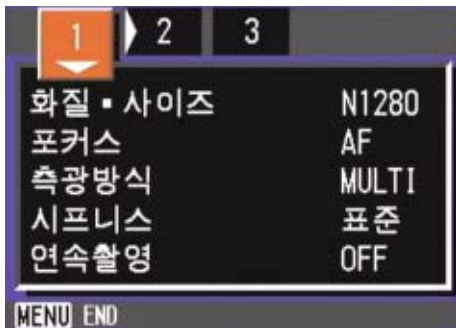 1 2 3
화질▪사이즈 N1280
포커스 AF
측광방식 MULTI
시프니스 표준
연속촬영 OFF
MENU END